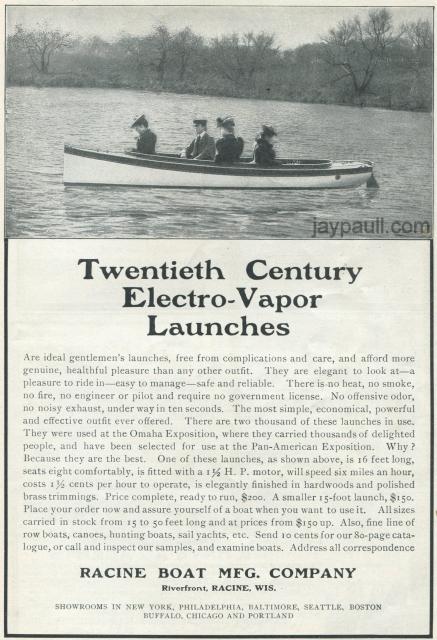 jaypaull.com
Twentieth Century
Electro-Vapor
Launches
Are ideal gentlemen's launches, free from complications and care, and afford more
genuine, healthful pleasure than any other outfit. They are elegant to look at—a
pleasure to ride in—easy to manage—safe and reliable. There is no heat, no smoke,
no fire, no engineer or pilot and require no government license. No offensive odor,
no noisy exhaust, under way in ten seconds. The most simple, economical, powerful
and effective outfit ever offered. There are two thousand of these launches in use.
They were used at the Omaha Exposition, where they carried thousands of delighted
people, and have been selected for use at the Pan-American Exposition. Why?
Because they are the best. One of these launches, as shown above, is 16 feet long,
seats eight comfortably, is fitted with a 1½ H. P. motor, will speed six miles an hour,
costs 1½ cents per hour to operate, is elegantly finished in hardwoods and polished
brass trimmings. Price complete, ready to run, $200. A smaller 15-foot launch, $150.
Place your order now and assure yourself of a boat when you want to use it. All sizes
carried in stock from 15 to 50 feet long and at prices from $150 up. Also, fine line of
row boats, canoes, hunting boats, sail yachts, etc. Send 10 cents for our 80-page cata-
logue, or call and inspect our samples, and examine boats. Address all correspondence
RACINE BOAT MFG. COMPANY
Riverfront, RACINE, WIS.
SHOWROOMS IN NEW YORK, PHILADELPHIA, BALTIMORE, SEATTLE, BOSTON
BUFFALO, CHICAGO AND PORTLAND